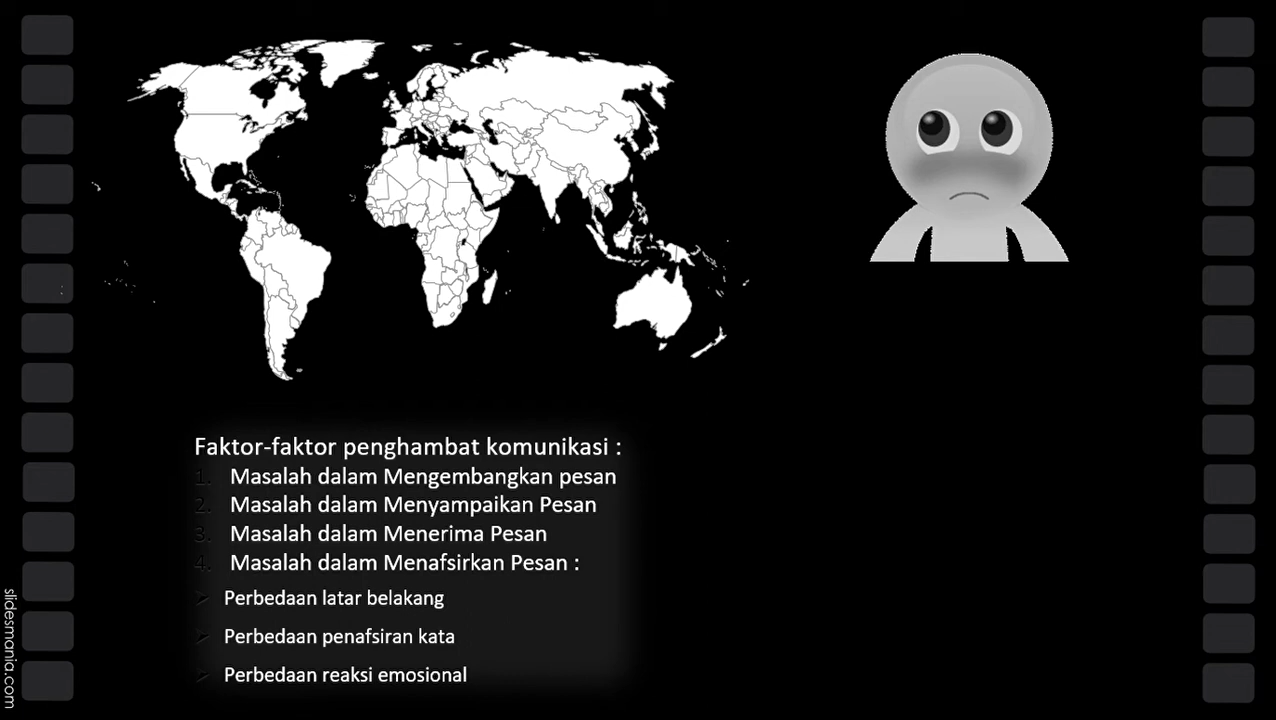 Faktor-faktor penghambat komunikasi :
1. Masalah dalam Mengembangkan pesan
2. Masalah dalam Menyampaikan Pesan
3. Masalah dalam Menerima Pesan
4. Masalah dalam Menafsirkan Pesan :
➢ Perbedaan latar belakang
➢ Perbedaan penafsiran kata
➢ Perbedaan reaksi emosional
slidesmania.com